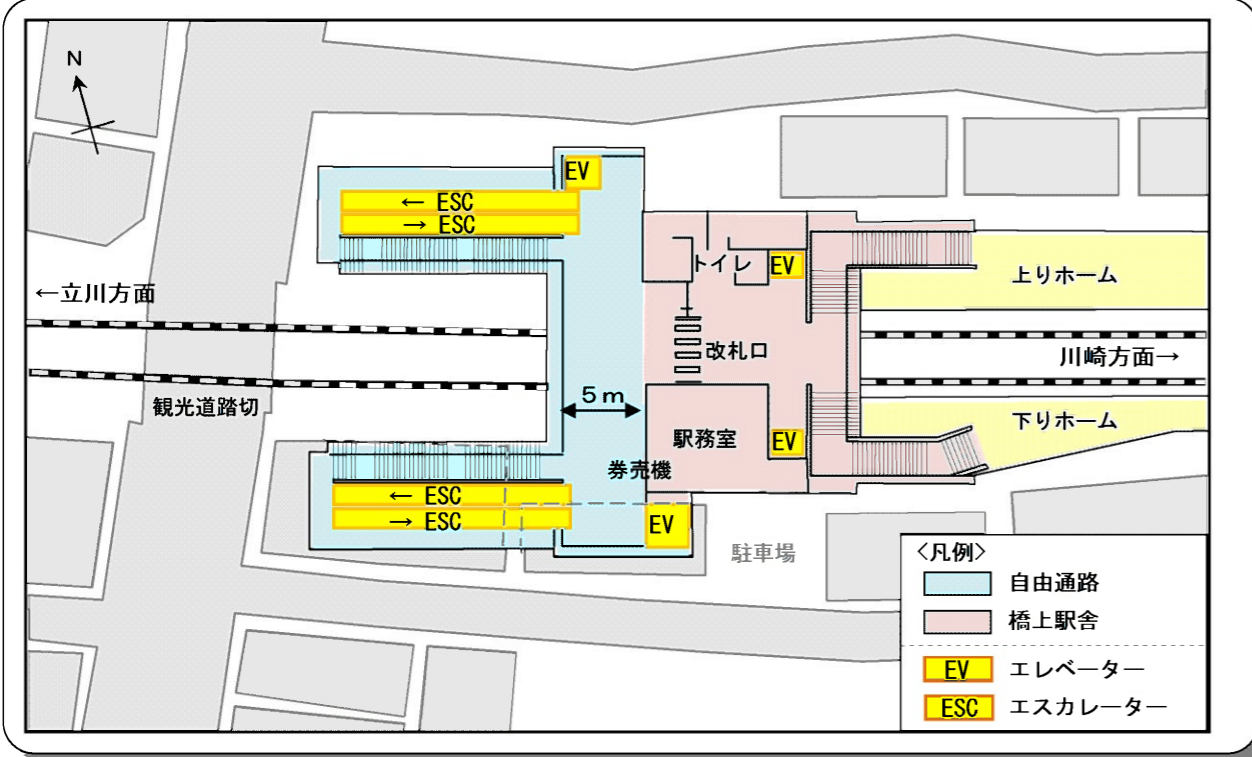 N
EV
← ESC
→ ESC
トイレ
EV
上りホーム
←立川方面
改札口
川崎方面→
観光道踏切
5m
下りホーム
駅務室
EV
券売機
← ESC
→ ESC
EV
駐車場
<凡例>
自由通路
橋上駅舎
EV エレベーター
ESC エスカレーター